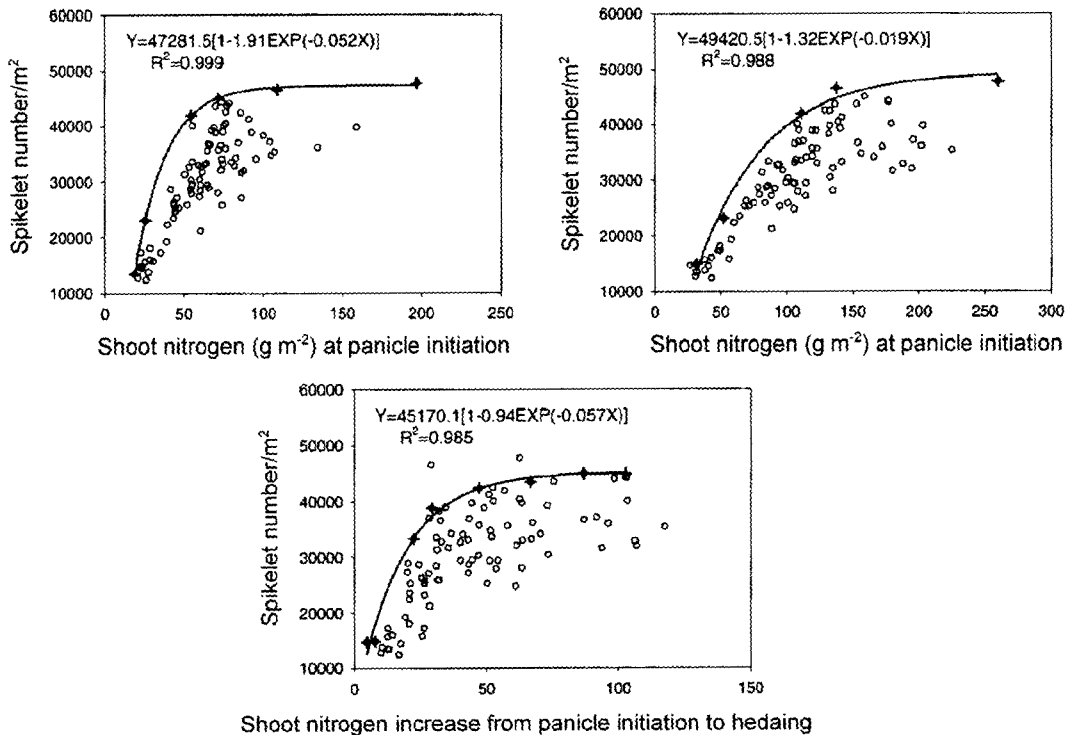 60000
50000
40000
30000
20000
10000
Spikelet number/m²
Y=47281.5[1-1.91EXP(-0.052X)]
R²=0.999
0 50 100 150 200 250
Shoot nitrogen (g m⁻²) at panicle initiation
60000
50000
40000
30000
20000
10000
Spikelet number/m²
Y=49420.5[1-1.32EXP(-0.019X)]
R²=0.988
0 50 100 150 200 250 300
Shoot nitrogen (g m⁻²) at panicle initiation
60000
50000
40000
30000
20000
10000
Spikelet number/m²
Y=45170.1[1-0.94EXP(-0.057X)]
R²=0.985
0 50 100 150
Shoot nitrogen increase from panicle initiation to hedaing